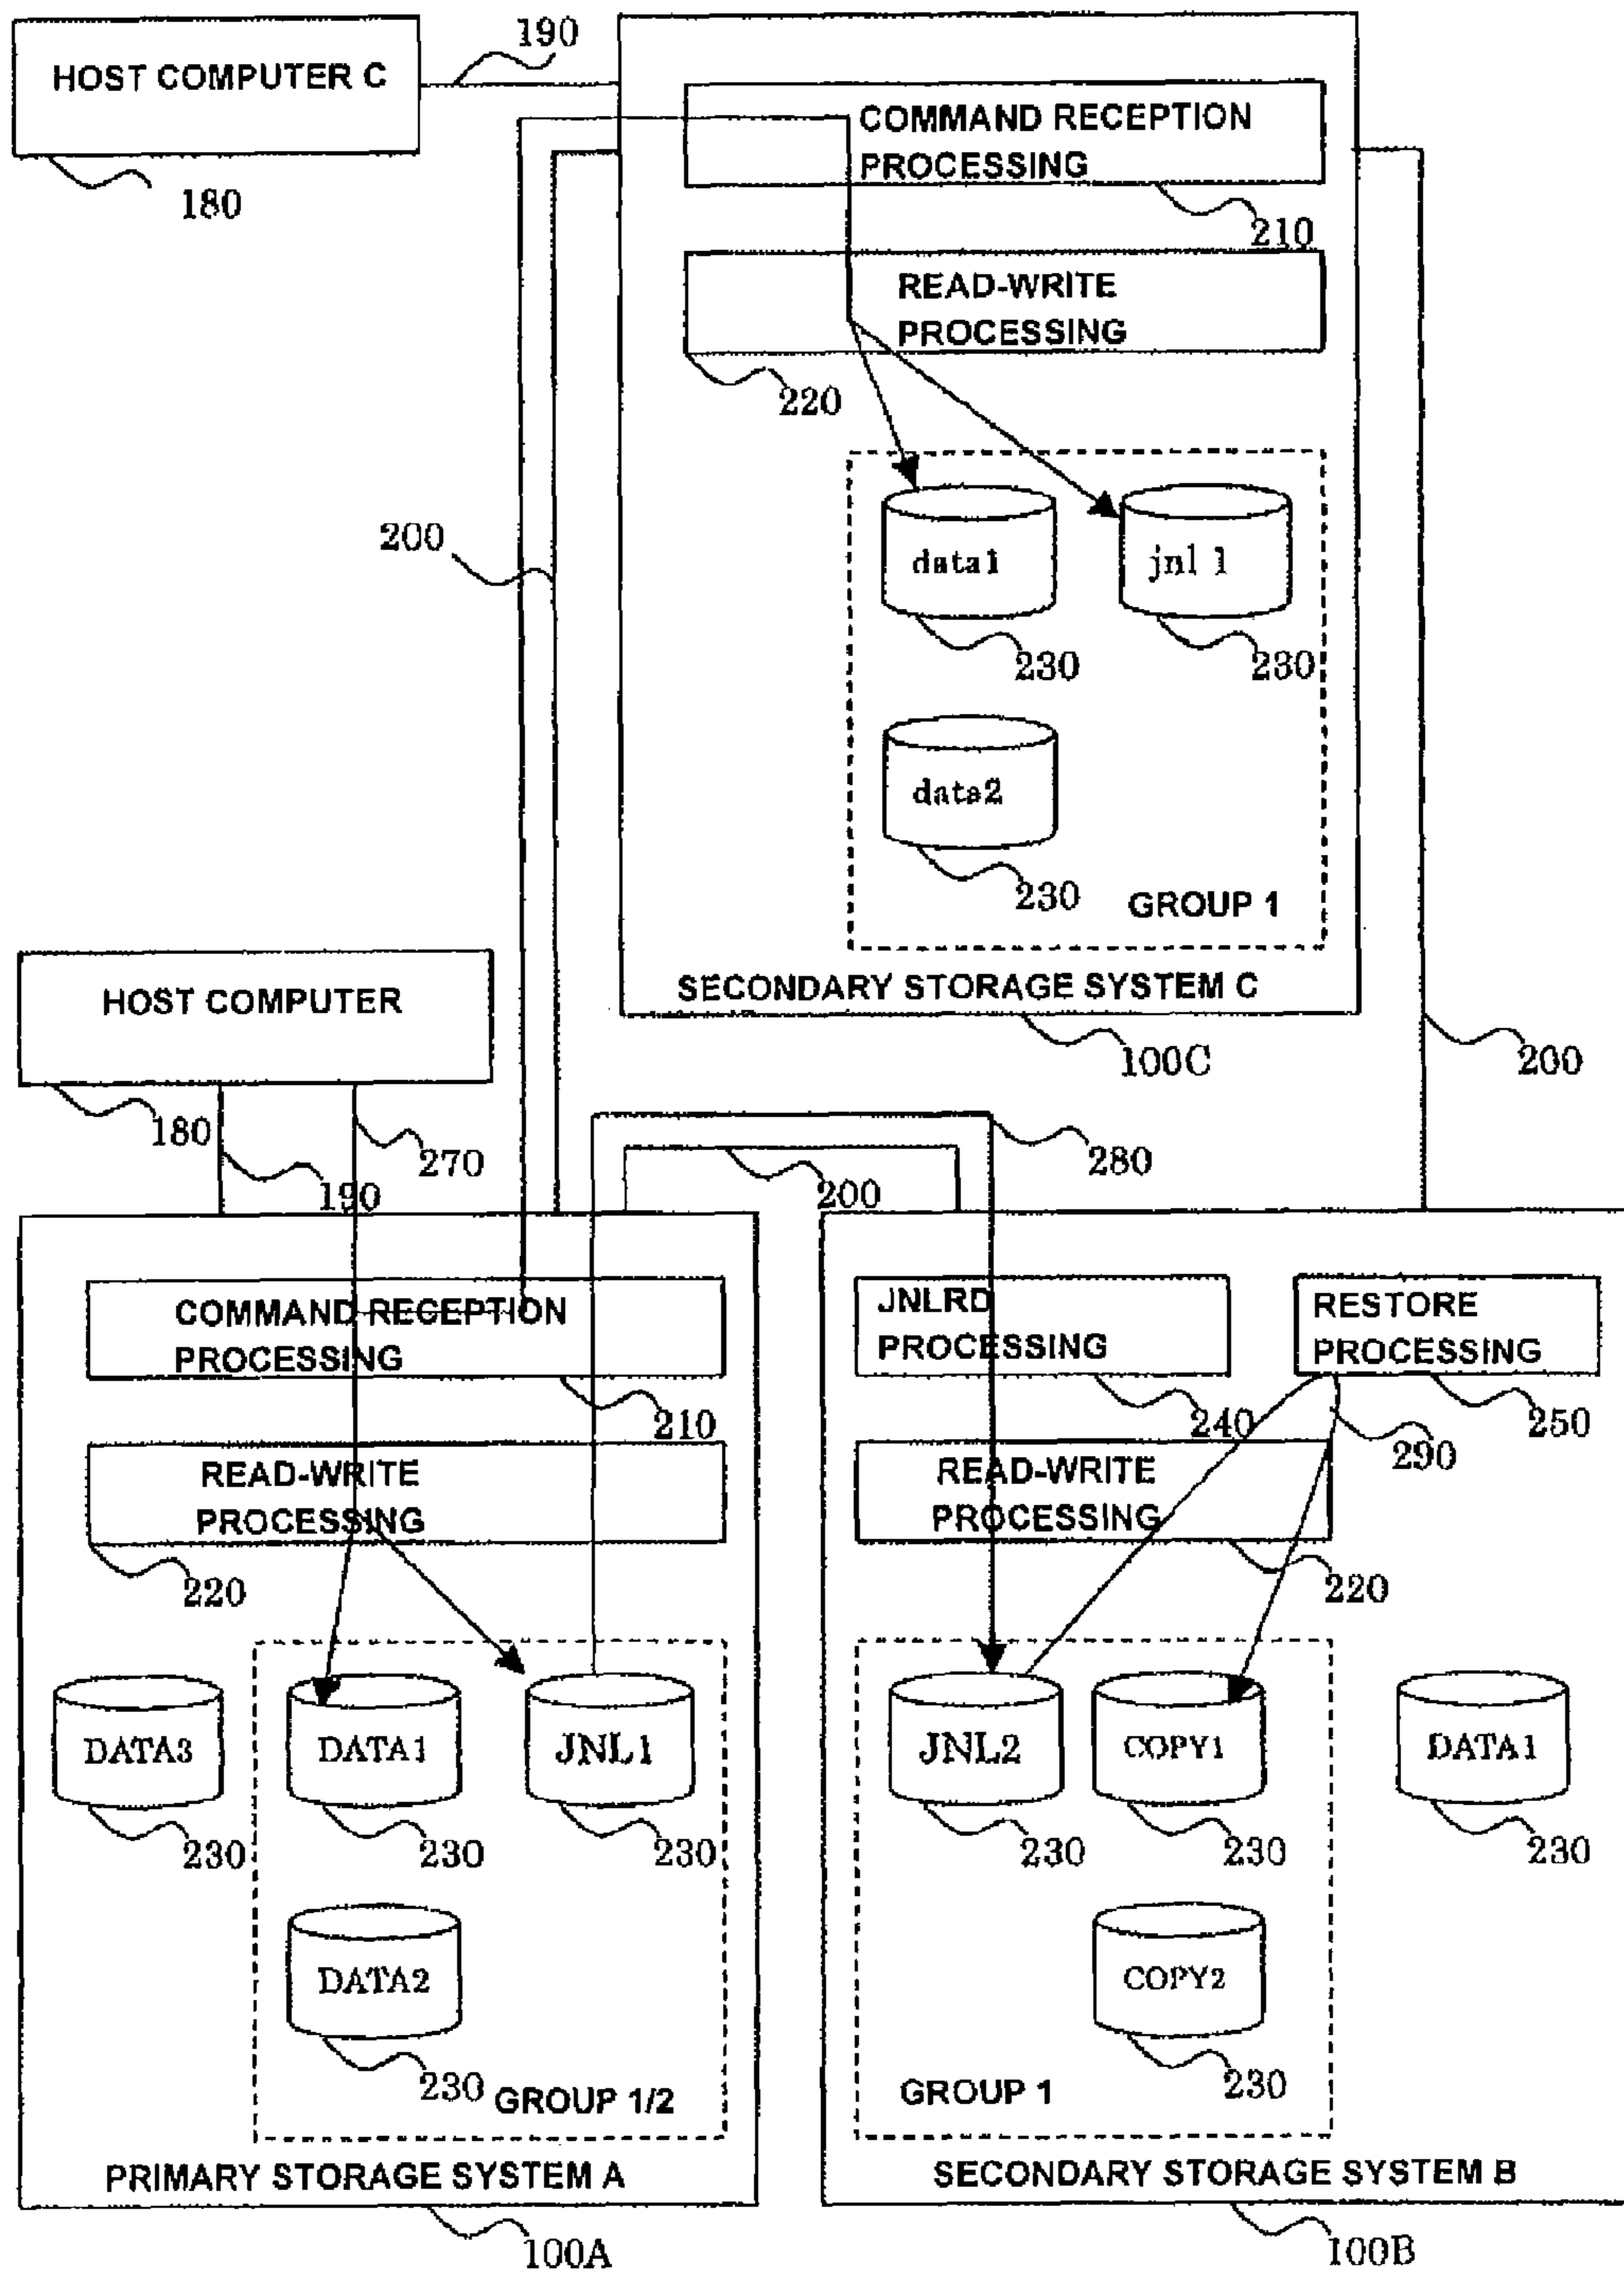 190
HOST COMPUTER C
180
COMMAND RECEPTION
PROCESSING
210
READ-WRITE
PROCESSING
220
200
data1
jnl 1
230
230
data2
230
GROUP 1
SECONDARY STORAGE SYSTEM C
100C
200
HOST COMPUTER
180
270
190
280
200
COMMAND RECEPTION
PROCESSING
210
READ-WRITE
PROCESSING
220
DATA3
DATA1
JNL1
230
230
230
DATA2
230
GROUP 1/2
PRIMARY STORAGE SYSTEM A
100A
JNLRD
PROCESSING
240
RESTORE
PROCESSING
250
290
READ-WRITE
PROCESSING
220
JNL2
COPY1
DATA1
230
230
230
COPY2
230
GROUP 1
SECONDARY STORAGE SYSTEM B
100B